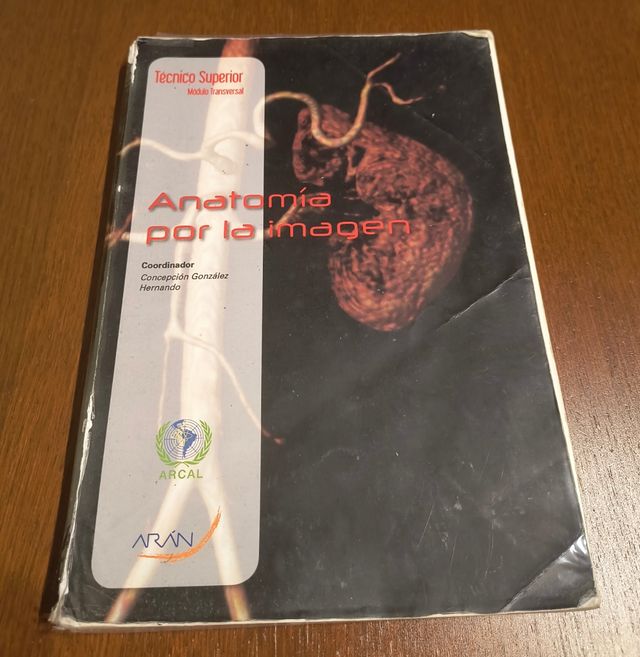 Técnico Superior
Módulo Transversal
Anatomía
por la imagen
Coordinador
Concepción González
Hernando
ARCAL
ARÁN